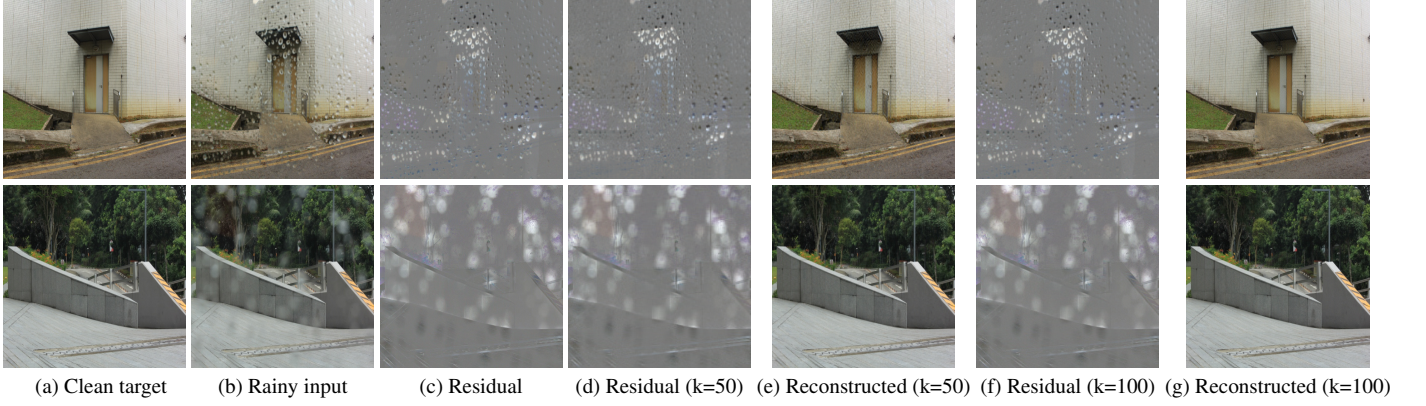 (a) Clean target (b) Rainy input (c) Residual (d) Residual (k=50) (e) Reconstructed (k=50) (f) Residual (k=100) (g) Reconstructed (k=100)